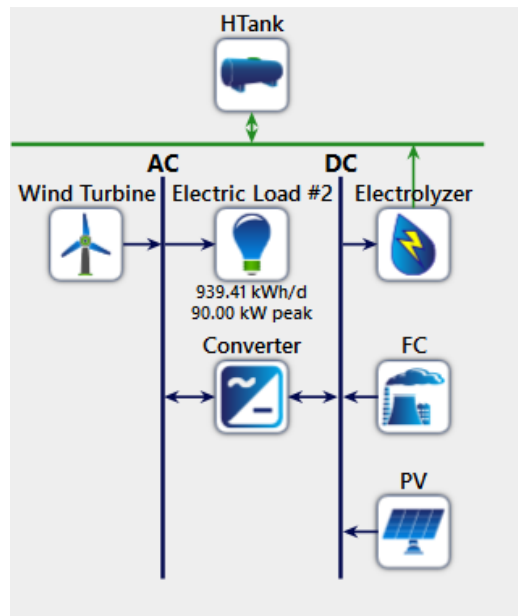 HTank
AC
DC
Wind Turbine
Electric Load #2
Electrolyzer
939.41 kWh/d
90.00 kW peak
Converter
FC
PV